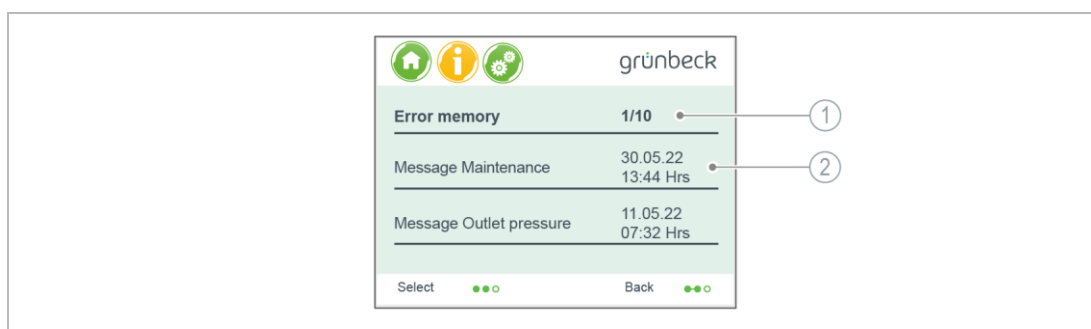 grünbeck
Error memory 1/10
Message Maintenance 30.05.22
13:44 Hrs
Message Outlet pressure 11.05.22
07:32 Hrs
Select Back
1
2